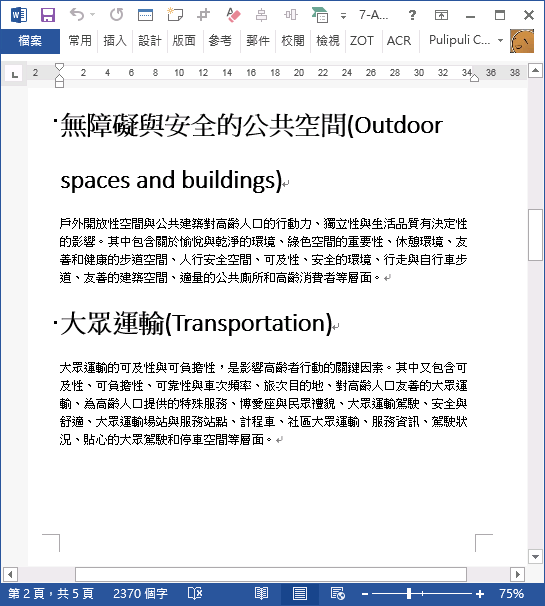 7-A...
檔案 常用 插入 設計 版面 參考 郵件 校閱 檢視 ZOT ACR Pulipuli C...
L 2 2 4 6 8 10 12 14 16 18 20 22 24 26 28 30 32 34 36 38
無障礙與安全的公共空間(Outdoor
spaces and buildings)
戶外開放性空間與公共建築對高齡人口的行動力、獨立性與生活品質有決定性
的影響。其中包含關於愉悅與乾淨的環境、綠色空間的重要性、休憩環境、友
善和健康的步道空間、人行安全空間、可及性、安全的環境、行走與自行車步
道、友善的建築空間、適量的公共廁所和高齡消費者等層面。
大眾運輸(Transportation)
大眾運輸的可及性與可負擔性，是影響高齡者行動的關鍵因素。其中又包含可
及性、可負擔性、可靠性與車次頻率、旅次目的地、對高齡人口友善的大眾運
輸、為高齡人口提供的特殊服務、博愛座與民眾禮貌、大眾運輸駕駛、安全與
舒適、大眾運輸場站與服務站點、計程車、社區大眾運輸、服務資訊、駕駛狀
況、貼心的大眾駕駛和停車空間等層面。
第 2 頁，共 5 頁 2370 個字 75%